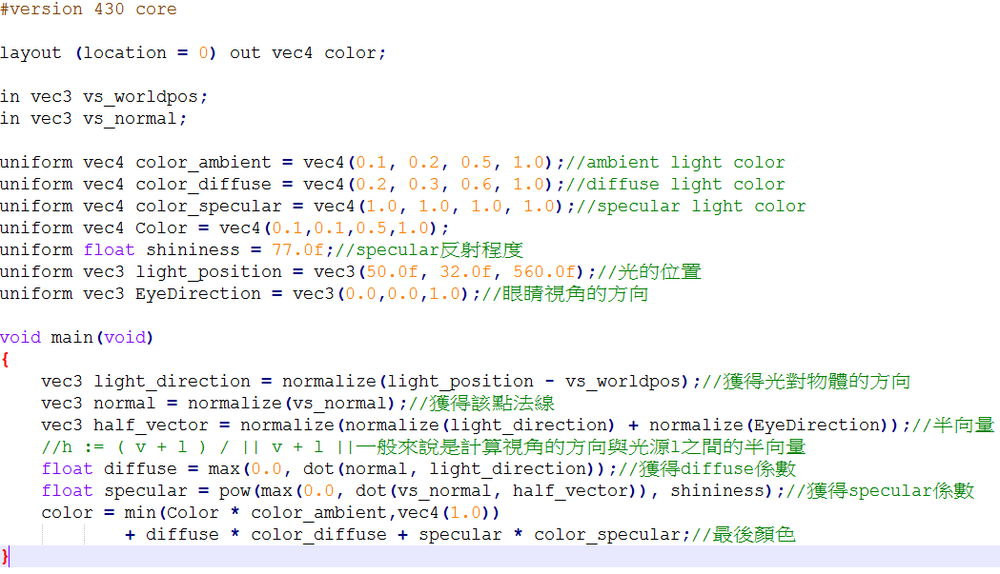 #version 430 core
layout (location = 0) out vec4 color;
in vec3 vs_worldpos;
in vec3 vs_normal;
uniform vec4 color_ambient = vec4(0.1, 0.2, 0.5, 1.0);//ambient light color
uniform vec4 color_diffuse = vec4(0.2, 0.3, 0.6, 1.0);//diffuse light color
uniform vec4 color_specular = vec4(1.0, 1.0, 1.0, 1.0);//specular light color
uniform vec4 Color = vec4(0.1,0.1,0.5,1.0);
uniform float shininess = 77.0f;//specular反射程度
uniform vec3 light_position = vec3(50.0f, 32.0f, 560.0f);//光的位置
uniform vec3 EyeDirection = vec3(0.0,0.0,1.0);//眼睛視角的方向
void main(void)
{
vec3 light_direction = normalize(light_position - vs_worldpos);//獲得光對物體的方向
vec3 normal = normalize(vs_normal);//獲得該點法線
vec3 half_vector = normalize(normalize(light_direction) + normalize(EyeDirection));//半向量
//h := ( v + l ) / || v + l ||一般來說是計算視角的方向與光源l之間的半向量
float diffuse = max(0.0, dot(normal, light_direction));//獲得diffuse係數
float specular = pow(max(0.0, dot(vs_normal, half_vector)), shininess);//獲得specular係數
color = min(Color * color_ambient,vec4(1.0))
+ diffuse * color_diffuse + specular * color_specular;//最後顏色
}